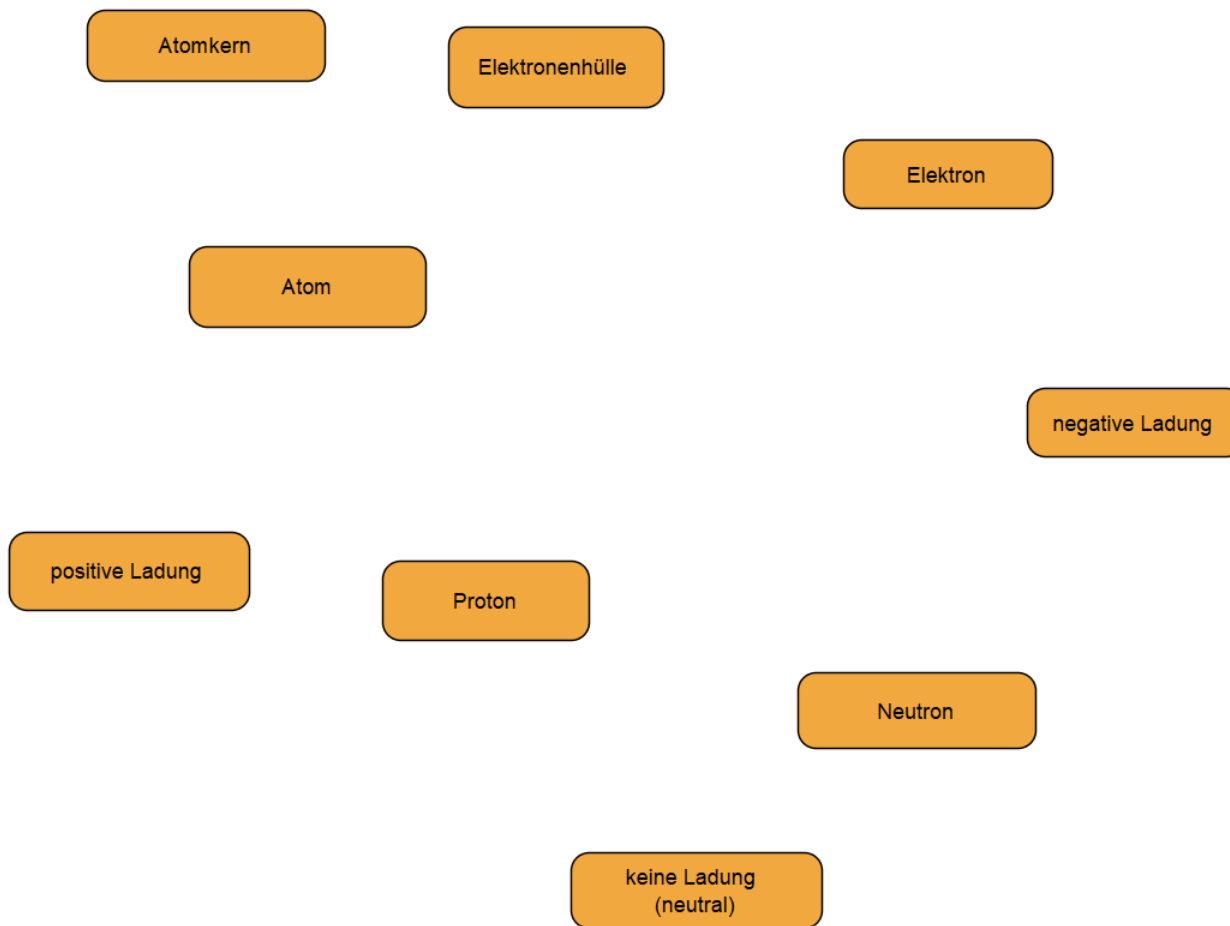 Atomkern
Elektronenhülle
Elektron
Atom
negative Ladung
positive Ladung
Proton
Neutron
keine Ladung
(neutral)